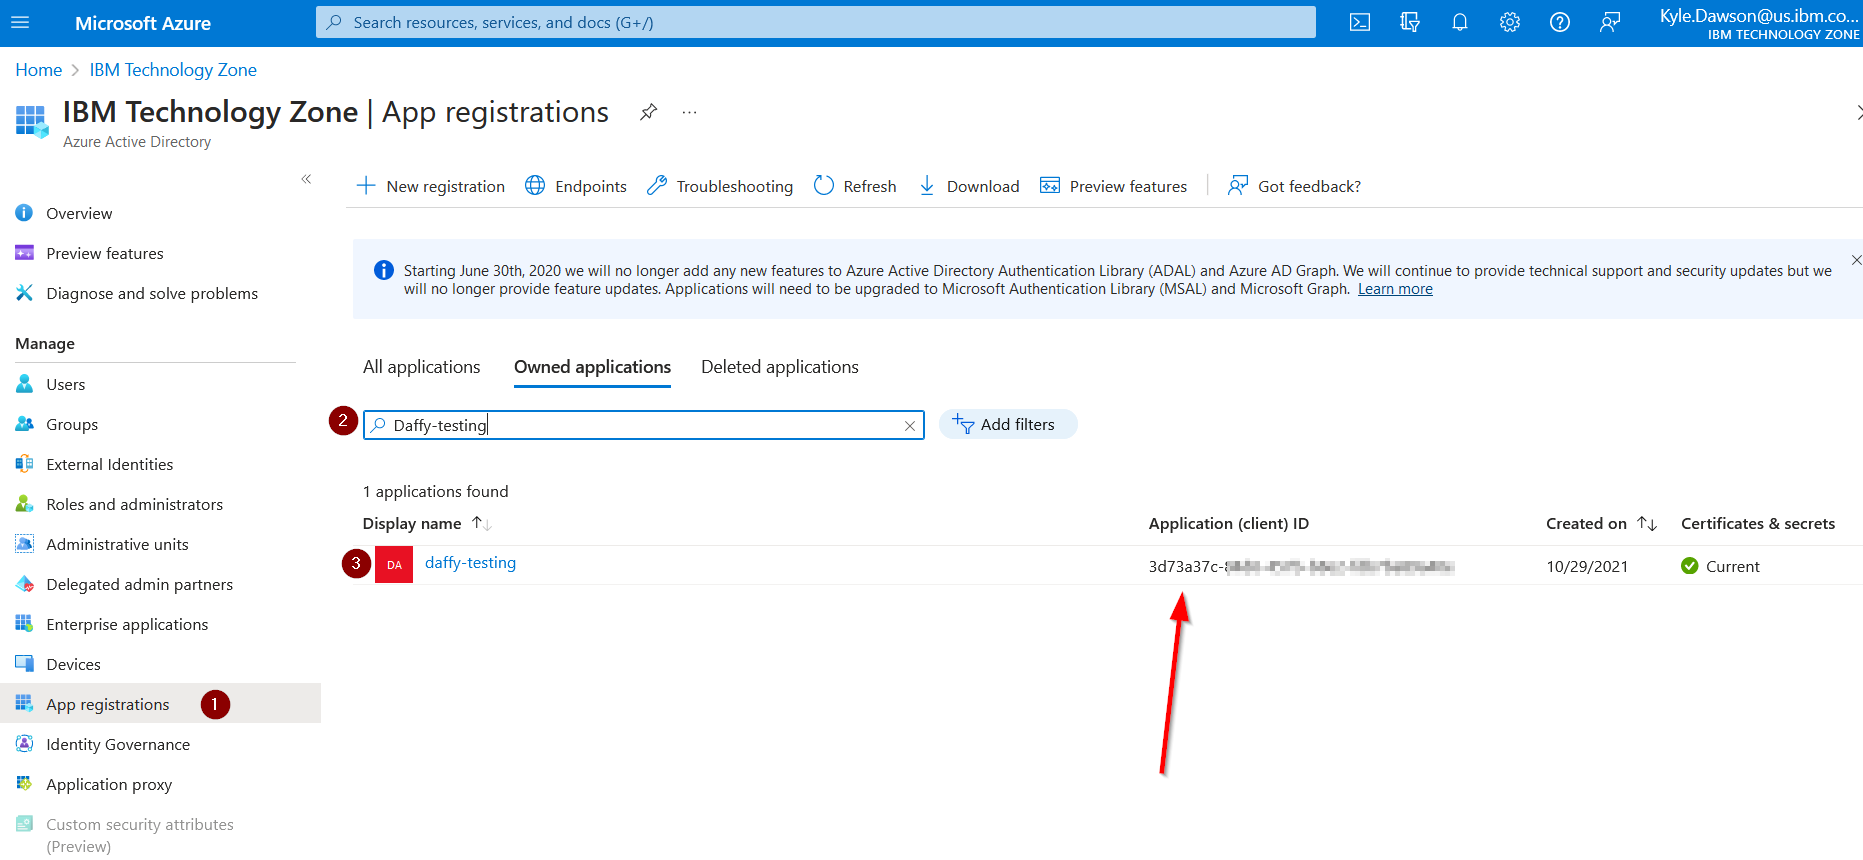 Microsoft Azure
Search resources, services, and docs (G+/)
Kyle.Dawson@us.ibm.co...
IBM TECHNOLOGY ZONE
Home > IBM Technology Zone
IBM Technology Zone | App registrations
...
Azure Active Directory
«
New registration
Endpoints
Troubleshooting
Refresh
Download
Preview features
Got feedback?
Overview
Preview features
Diagnose and solve problems
Manage
Users
Groups
External Identities
Roles and administrators
Administrative units
Delegated admin partners
Enterprise applications
Devices
App registrations 1
Identity Governance
Application proxy
Custom security attributes
(Preview)
Starting June 30th, 2020 we will no longer add any new features to Azure Active Directory Authentication Library (ADAL) and Azure AD Graph. We will continue to provide technical support and security updates but we
will no longer provide feature updates. Applications will need to be upgraded to Microsoft Authentication Library (MSAL) and Microsoft Graph. Learn more
All applications
Owned applications
Deleted applications
2 Daffy-testing
Add filters
1 applications found
Display name
Application (client) ID
Created on
Certificates & secrets
3 DA daffy-testing
3d73a37c-
10/29/2021
Current